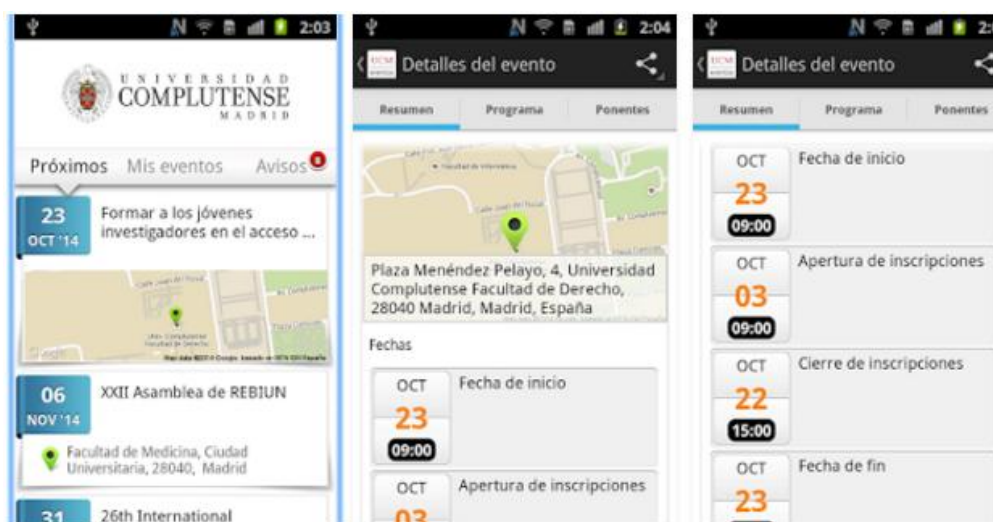 2:03
UNIVERSIDAD
COMPLUTENSE
MADRID
Próximos
Mis eventos
Avisos
23
OCT '14
Formar a los jóvenes
investigadores en el acceso ...
06
NOV '14
XXII Asamblea de REBIUN
Facultad de Medicina, Ciudad
Universitaria, 28040, Madrid
31
26th International
2:04
UCM
Detalles del evento
Resumen
Programa
Ponentes
Plaza Menéndez Pelayo, 4, Universidad
Complutense Facultad de Derecho,
28040 Madrid, Madrid, España
Fechas
OCT
23
09:00
Fecha de inicio
OCT
03
Apertura de inscripciones
UCM
Detalles del evento
Resumen
Programa
Ponentes
OCT
23
09:00
Fecha de inicio
OCT
03
09:00
Apertura de inscripciones
OCT
22
15:00
Cierre de inscripciones
OCT
23
Fecha de fin